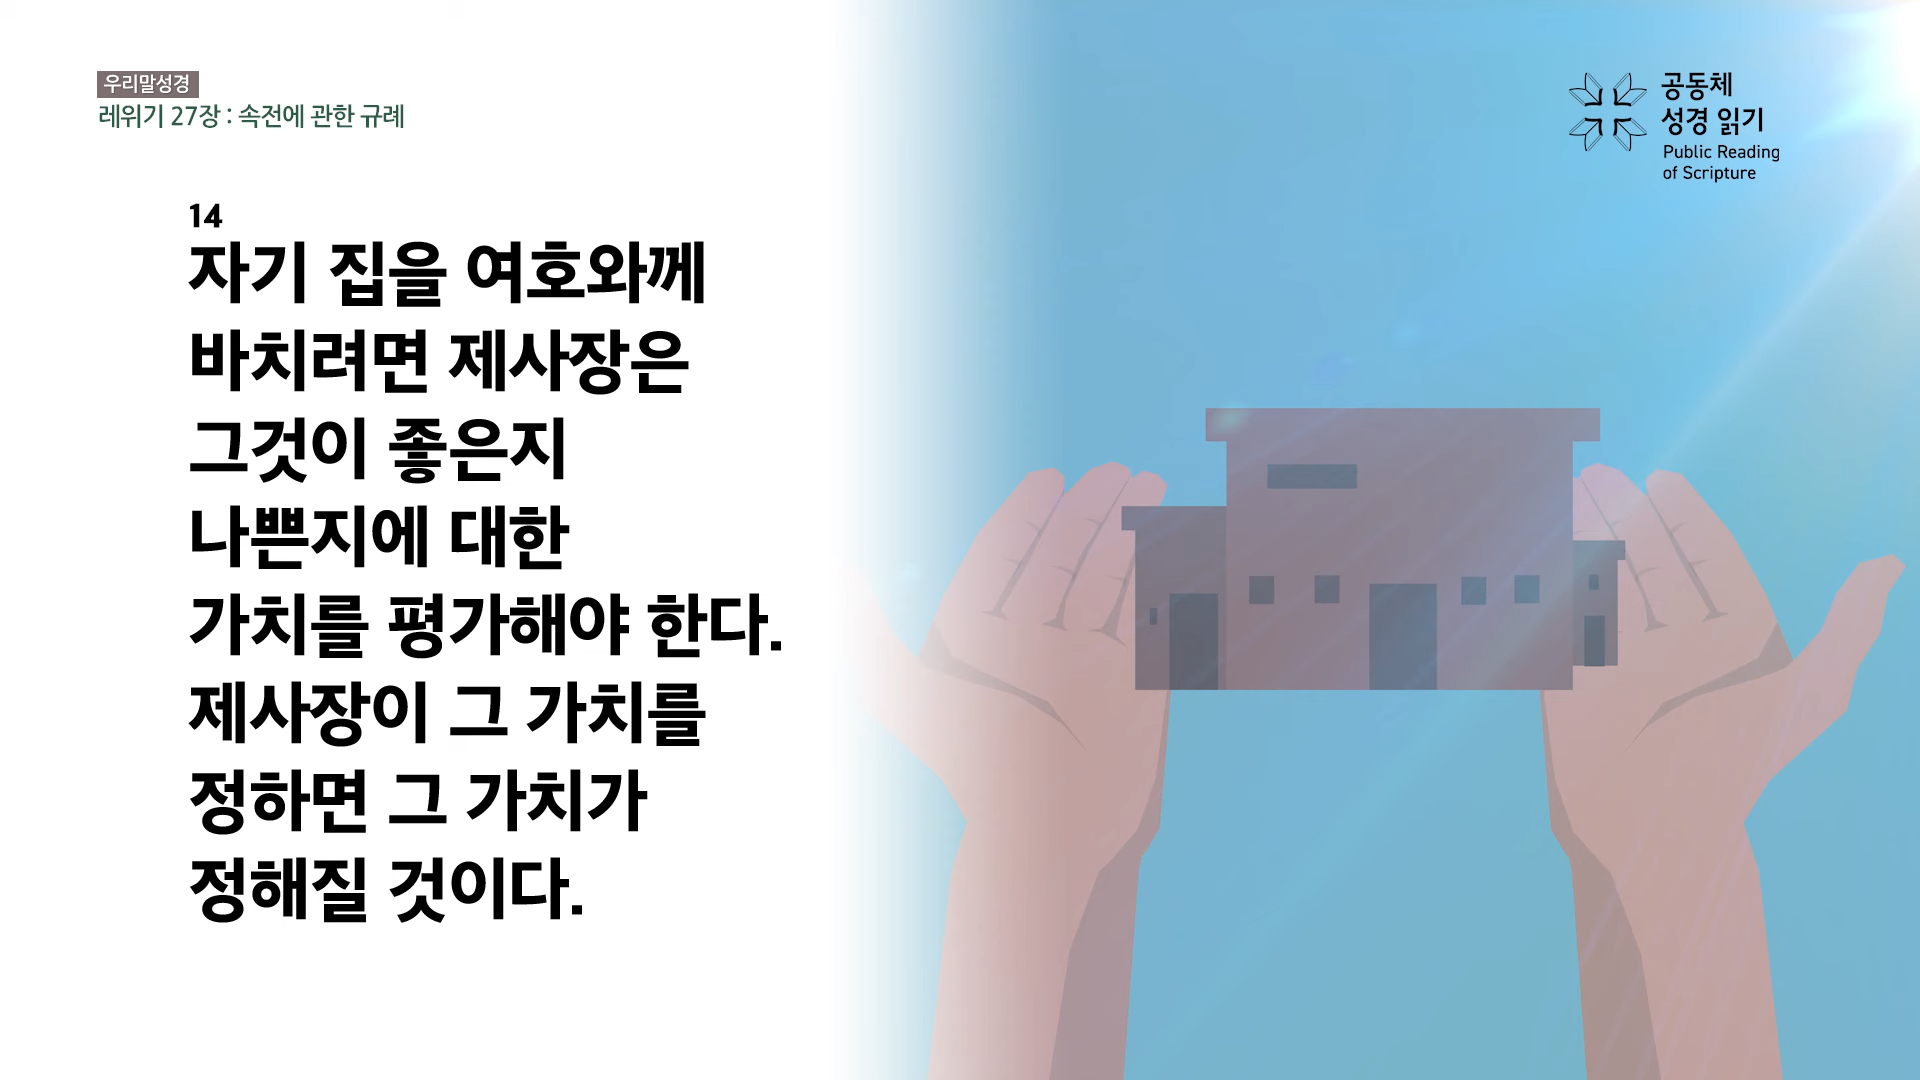 우리말성경
레위기 27장 : 속전에 관한 규례
공동체
성경 읽기
Public Reading
of Scripture
14
자기 집을 여호와께
바치려면 제사장은
그것이 좋은지
나쁜지에 대한
가치를 평가해야 한다.
제사장이 그 가치를
정하면 그 가치가
정해질 것이다.